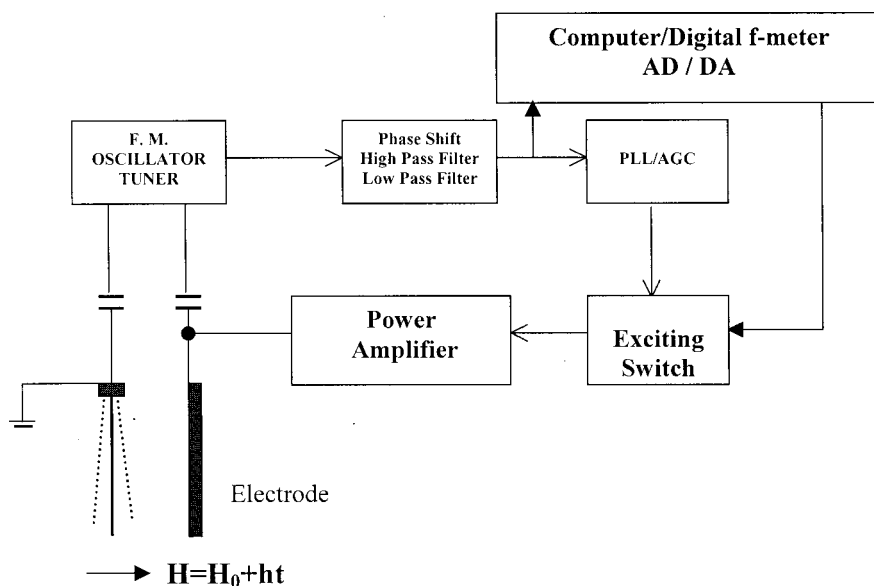 Computer/Digital f-meter
AD / DA
F. M.
OSCILLATOR
TUNER
Phase Shift
High Pass Filter
Low Pass Filter
PLL/AGC
Power
Amplifier
Exciting
Switch
Electrode
H=H₀+ht